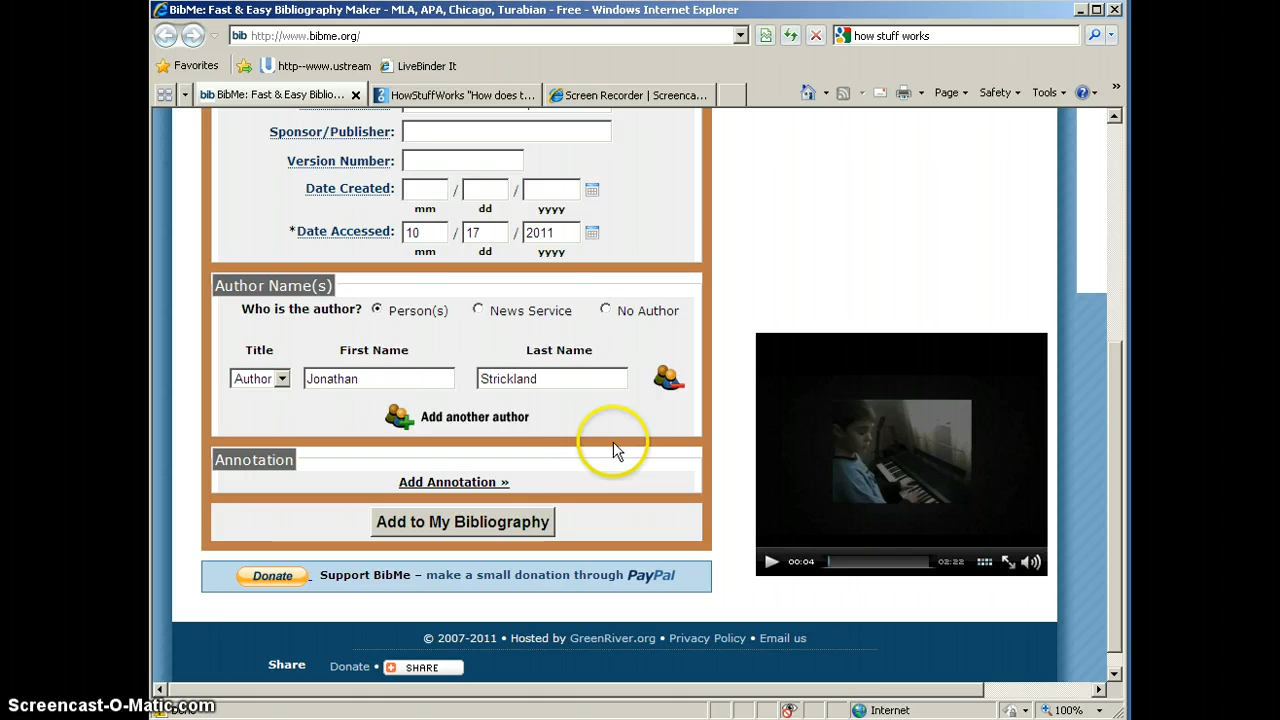 BibMe: Fast & Easy Bibliography Maker - MLA, APA, Chicago, Turabian - Free - Windows Internet Explorer
bib http://www.bibme.org/ how stuff works
Favorites http--www.ustream LiveBinder It
bib BibMe: Fast & Easy Biblio... HowStuffWorks "How does t... Screen Recorder | Screenca... Page Safety Tools
Sponsor/Publisher:
Version Number:
Date Created: / /
mm dd yyyy
*Date Accessed: 10 / 17 / 2011
mm dd yyyy
Author Name(s)
Who is the author? Person(s) News Service No Author
Title First Name Last Name
Author Jonathan Strickland
Add another author
Annotation
Add Annotation »
Add to My Bibliography
00:04 02:22
Donate Support BibMe – make a small donation through PayPal
© 2007-2011 • Hosted by GreenRiver.org • Privacy Policy • Email us
Share Donate • SHARE
Screencast-O-Matic.com Internet 100%